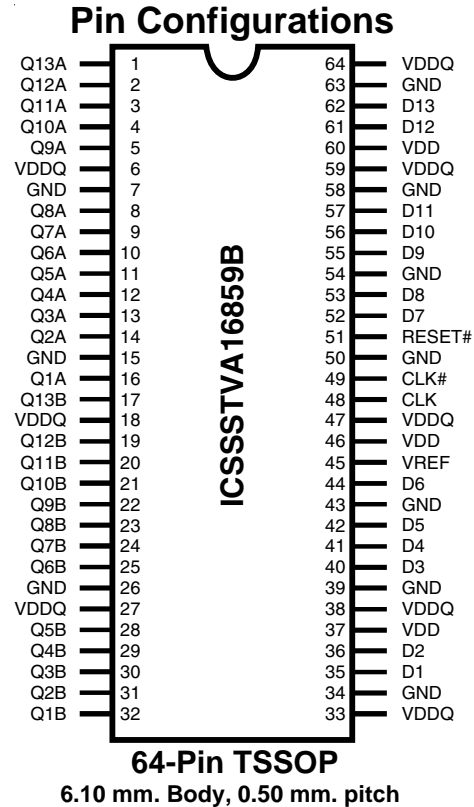 Pin Configurations
Q13A 1 64 VDDQ
Q12A 2 63 GND
Q11A 3 62 D13
Q10A 4 61 D12
Q9A 5 60 VDD
VDDQ 6 59 VDDQ
GND 7 58 GND
Q8A 8 57 D11
Q7A 9 56 D10
Q6A 10 55 D9
Q5A 11 54 GND
Q4A 12 53 D8
Q3A 13 52 D7
Q2A 14 51 RESET#
GND 15 50 GND
Q1A 16 49 CLK#
Q13B 17 48 CLK
VDDQ 18 47 VDDQ
Q12B 19 46 VDD
Q11B 20 45 VREF
Q10B 21 44 D6
Q9B 22 43 GND
Q8B 23 42 D5
Q7B 24 41 D4
Q6B 25 40 D3
GND 26 39 GND
VDDQ 27 38 VDDQ
Q5B 28 37 VDD
Q4B 29 36 D2
Q3B 30 35 D1
Q2B 31 34 GND
Q1B 32 33 VDDQ
ICSSSTVA16859B
64-Pin TSSOP
6.10 mm. Body, 0.50 mm. pitch